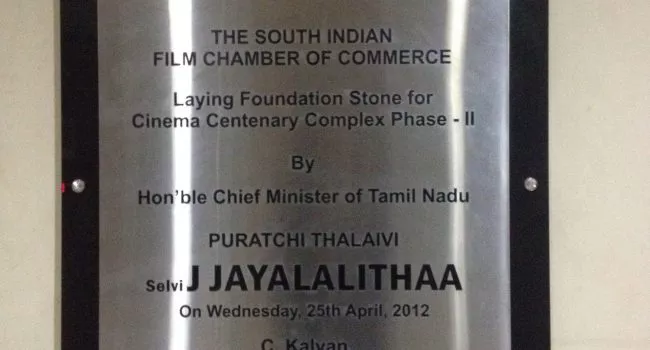 THE SOUTH INDIAN
FILM CHAMBER OF COMMERCE
Laying Foundation Stone for
Cinema Centenary Complex Phase - II
By
Hon'ble Chief Minister of Tamil Nadu
PURATCHI THALAIVI
Selvi J JAYALALITHAA
On Wednesday, 25th April, 2012
C. Kalyan